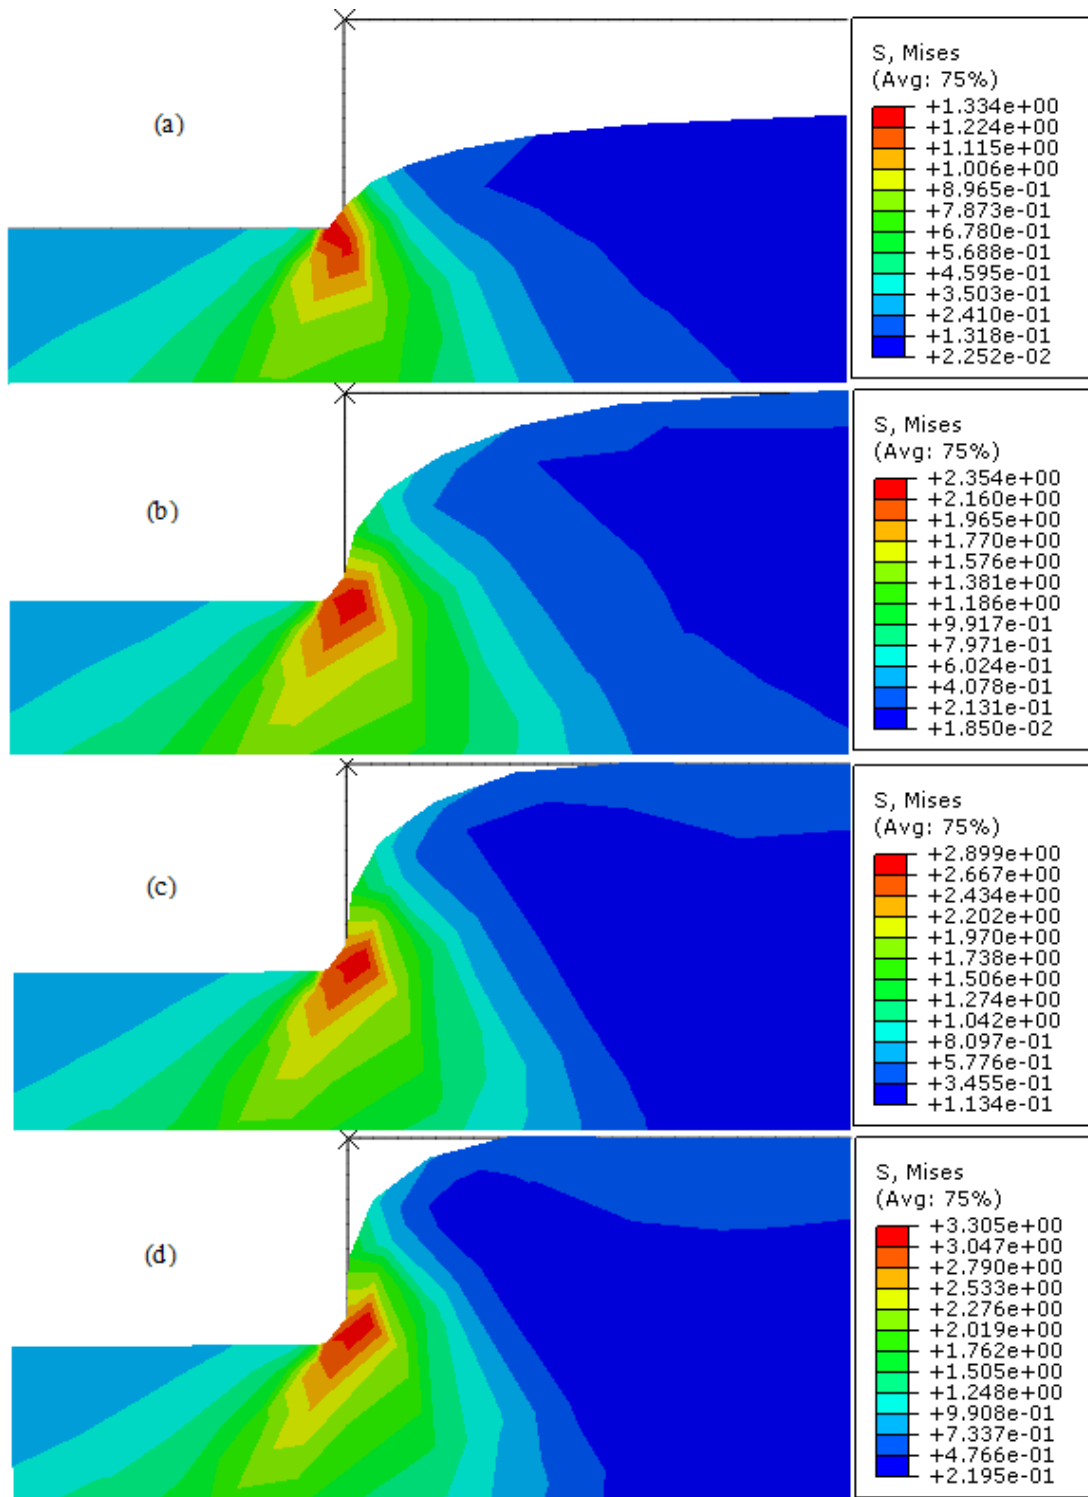 (a)
S, Mises
(Avg: 75%)
+1.334e+00
+1.224e+00
+1.115e+00
+1.006e+00
+8.965e-01
+7.873e-01
+6.780e-01
+5.688e-01
+4.595e-01
+3.503e-01
+2.410e-01
+1.318e-01
+2.252e-02
(b)
S, Mises
(Avg: 75%)
+2.354e+00
+2.160e+00
+1.965e+00
+1.770e+00
+1.576e+00
+1.381e+00
+1.186e+00
+9.917e-01
+7.971e-01
+6.024e-01
+4.078e-01
+2.131e-01
+1.850e-02
(c)
S, Mises
(Avg: 75%)
+2.899e+00
+2.667e+00
+2.434e+00
+2.202e+00
+1.970e+00
+1.738e+00
+1.506e+00
+1.274e+00
+1.042e+00
+8.097e-01
+5.776e-01
+3.455e-01
+1.134e-01
(d)
S, Mises
(Avg: 75%)
+3.305e+00
+3.047e+00
+2.790e+00
+2.533e+00
+2.276e+00
+2.019e+00
+1.762e+00
+1.505e+00
+1.248e+00
+9.908e-01
+7.337e-01
+4.766e-01
+2.195e-01